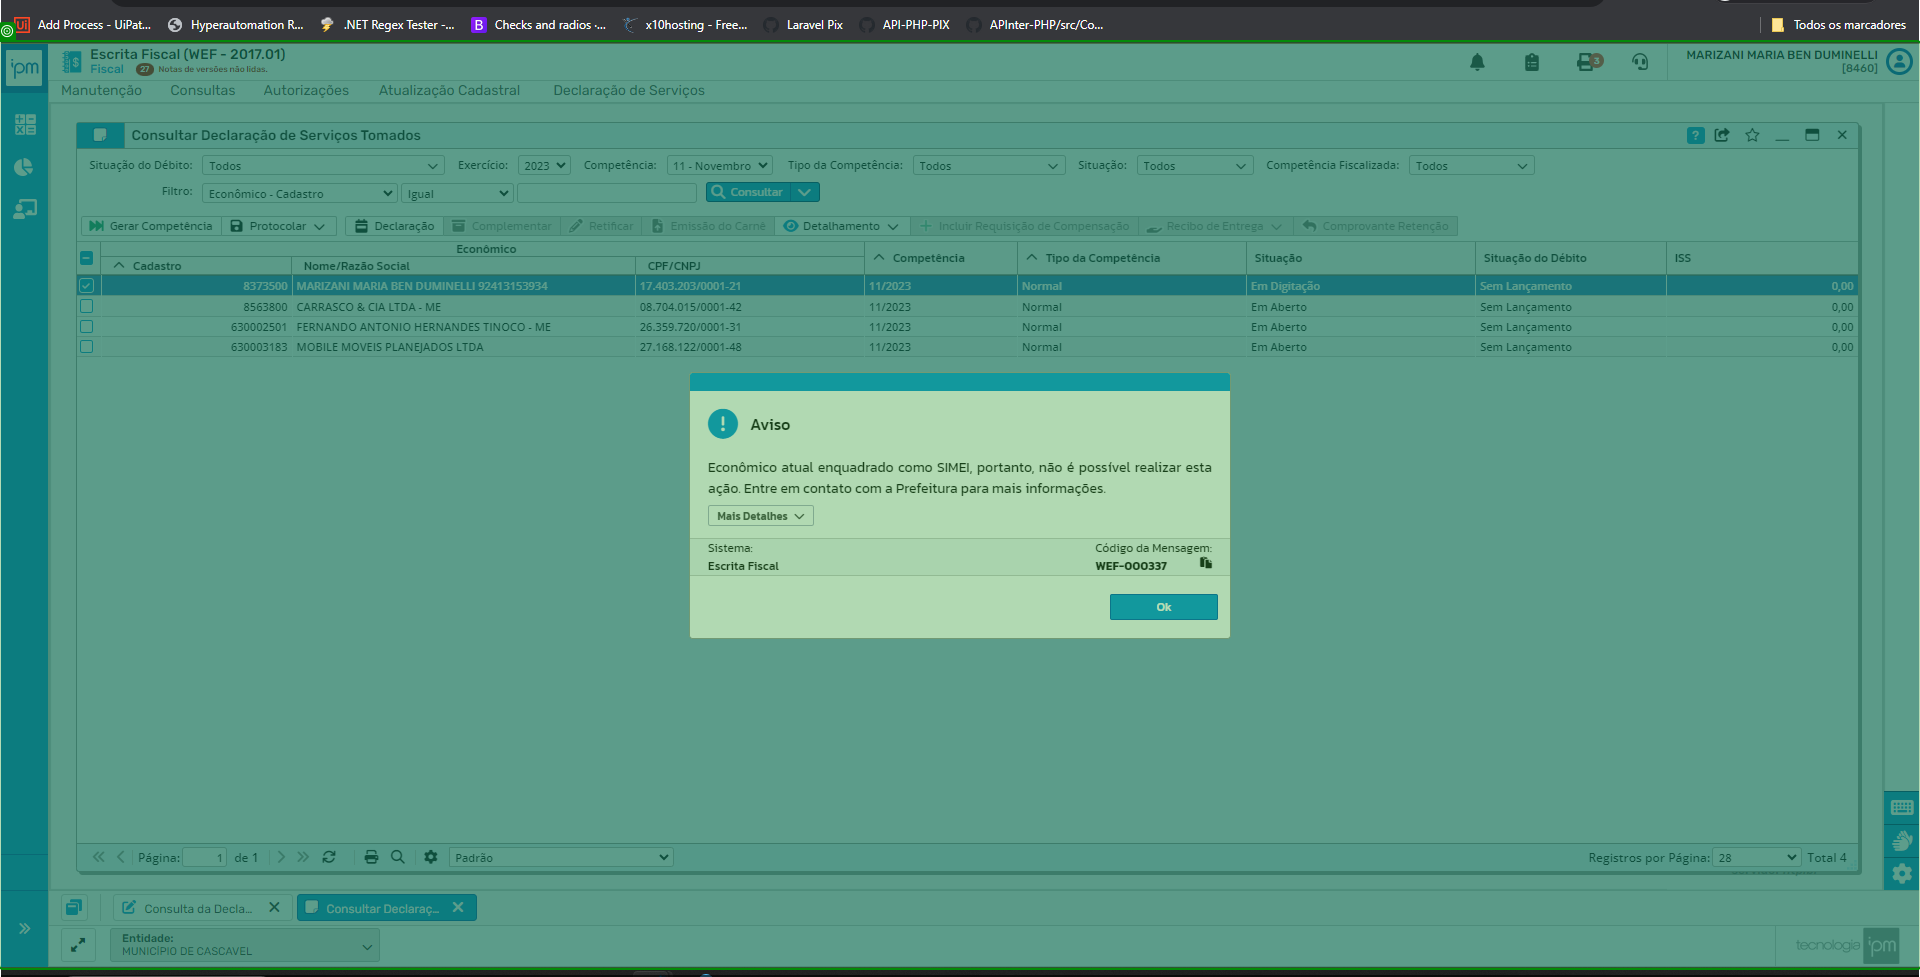 Add Process - UiPat...
Hyperautomation R...
.NET Regex Tester -...
B Checks and radios ·...
x10hosting - Free...
Laravel Pix
API-PHP-PIX
APInter-PHP/src/Co...
Todos os marcadores
ipm
Escrita Fiscal (WEF - 2017.01)
Fiscal 27 Notas de versões não lidas.
3
MARIZANI MARIA BEN DUMINELLI
[8460]
Manutenção Consultas Autorizações Atualização Cadastral Declaração de Serviços
Consultar Declaração de Serviços Tomados
Situação do Débito: Todos Exercício: 2023 Competência: 11 - Novembro Tipo da Competência: Todos Situação: Todos Competência Fiscalizada: Todos
Filtro: Econômico - Cadastro Igual Consultar
Gerar Competência Protocolar Declaração Complementar Retificar Emissão do Carnê Detalhamento Incluir Requisição de Compensação Recibo de Entrega Comprovante Retenção
Econômico
Cadastro Nome/Razão Social CPF/CNPJ Competência Tipo da Competência Situação Situação do Débito ISS
8373500 MARIZANI MARIA BEN DUMINELLI 92413153934 17.403.203/0001-21 11/2023 Normal Em Digitação Sem Lançamento 0,00
8563800 CARRASCO & CIA LTDA - ME 08.704.015/0001-42 11/2023 Normal Em Aberto Sem Lançamento 0,00
630002501 FERNANDO ANTONIO HERNANDES TINOCO - ME 26.359.720/0001-31 11/2023 Normal Em Aberto Sem Lançamento 0,00
630003183 MOBILE MOVEIS PLANEJADOS LTDA 27.168.122/0001-48 11/2023 Normal Em Aberto Sem Lançamento 0,00
Aviso
Econômico atual enquadrado como SIMEI, portanto, não é possível realizar esta
ação. Entre em contato com a Prefeitura para mais informações.
Mais Detalhes
Sistema: Código da Mensagem:
Escrita Fiscal WEF-000337
Ok
Página: 1 de 1 Padrão Registros por Página: 28 Total 4
Consulta da Decla... Consultar Declaraç...
Entidade:
MUNICÍPIO DE CASCAVEL
tecnologia ipm